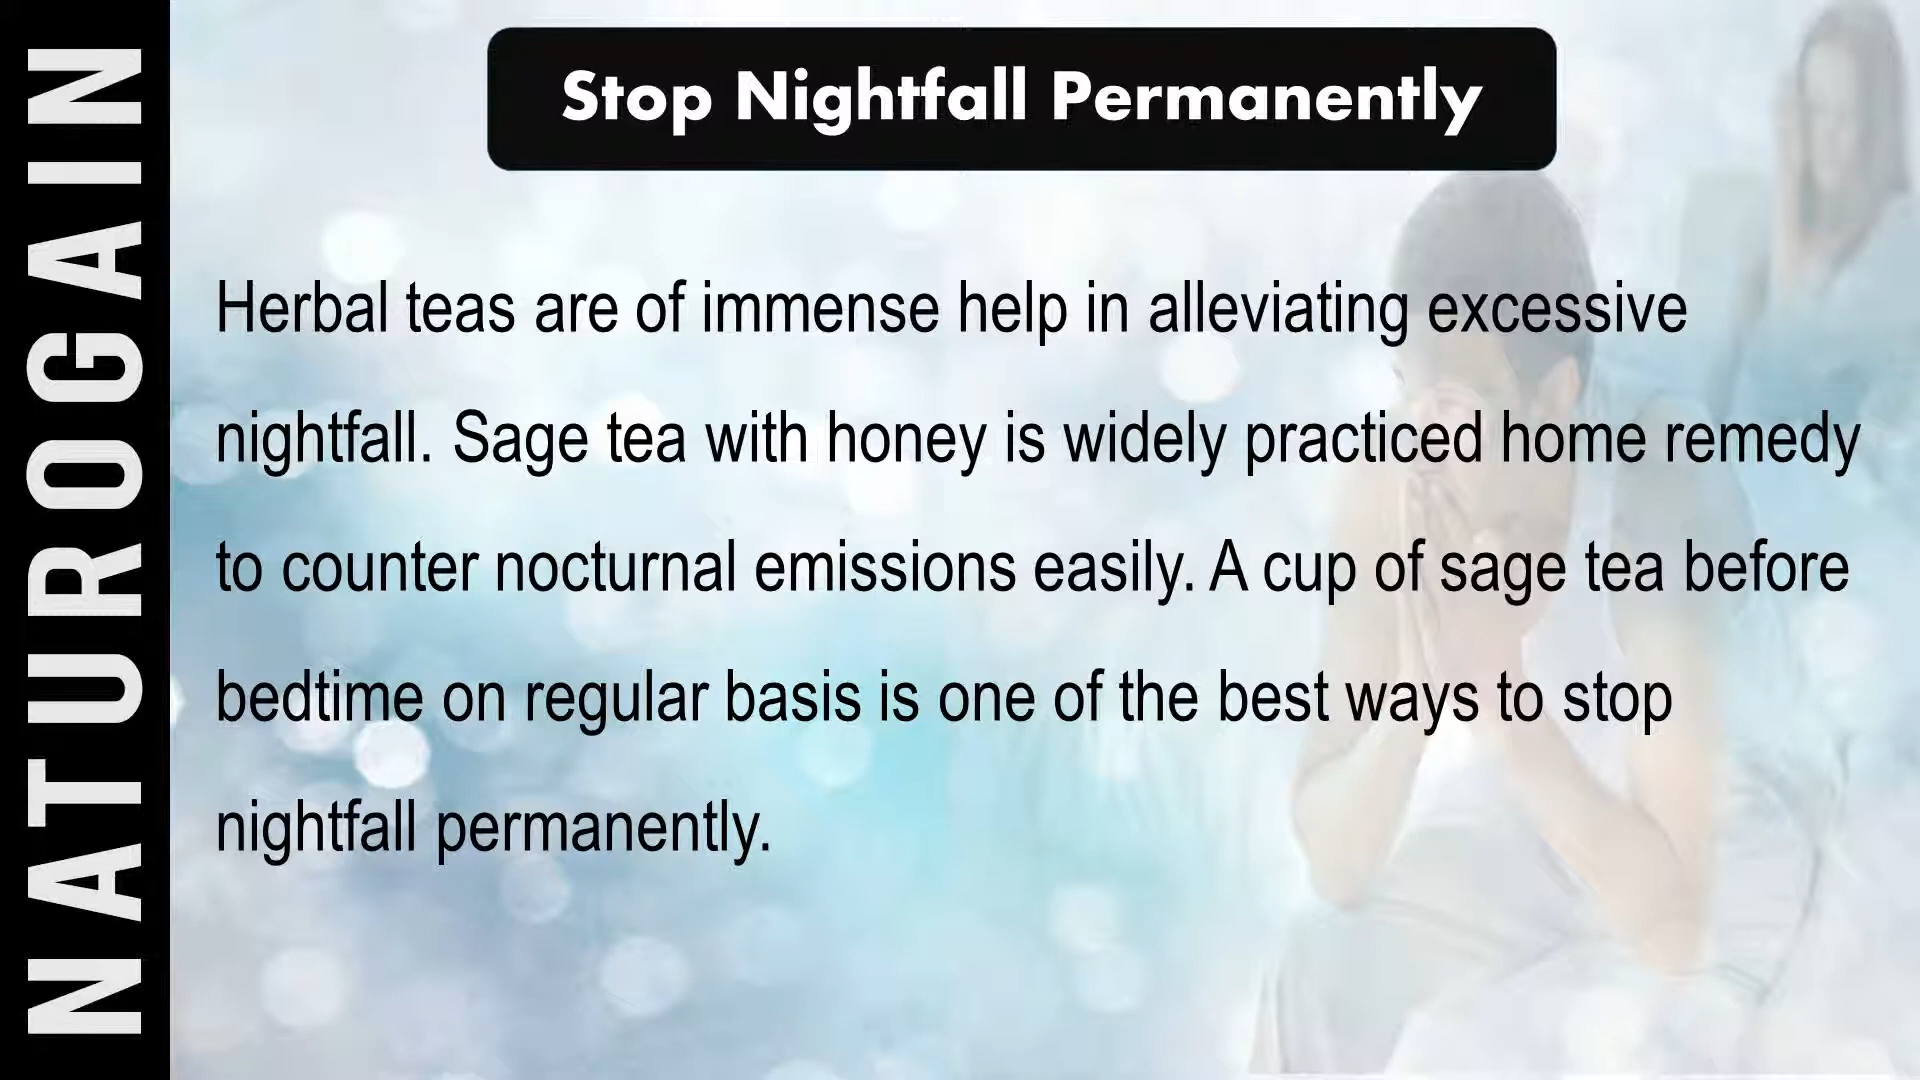 NATUROGAIN
Stop Nightfall Permanently
Herbal teas are of immense help in alleviating excessive
nightfall. Sage tea with honey is widely practiced home remedy
to counter nocturnal emissions easily. A cup of sage tea before
bedtime on regular basis is one of the best ways to stop
nightfall permanently.